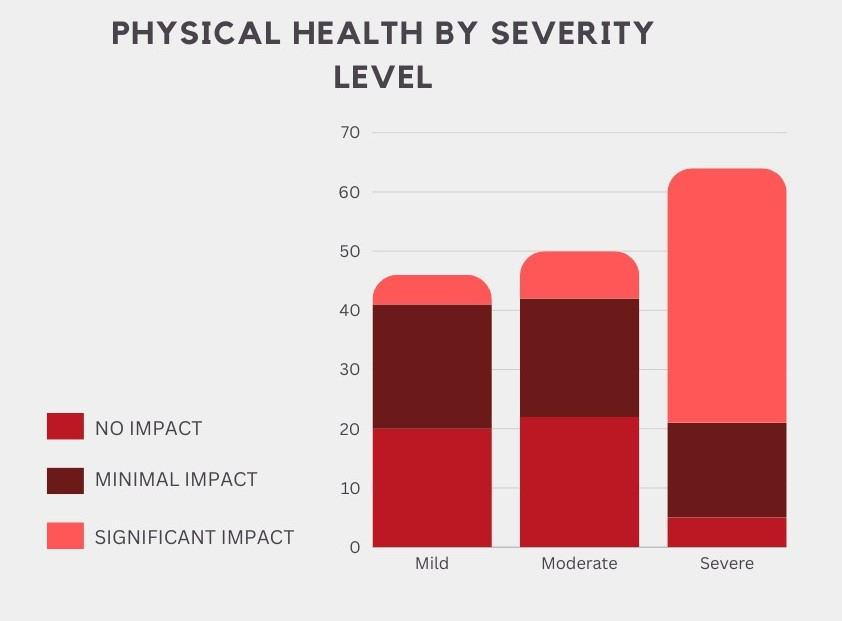 PHYSICAL HEALTH BY SEVERITY
LEVEL
70
60
50
40
30
20
10
0
Mild Moderate Severe
NO IMPACT
MINIMAL IMPACT
SIGNIFICANT IMPACT